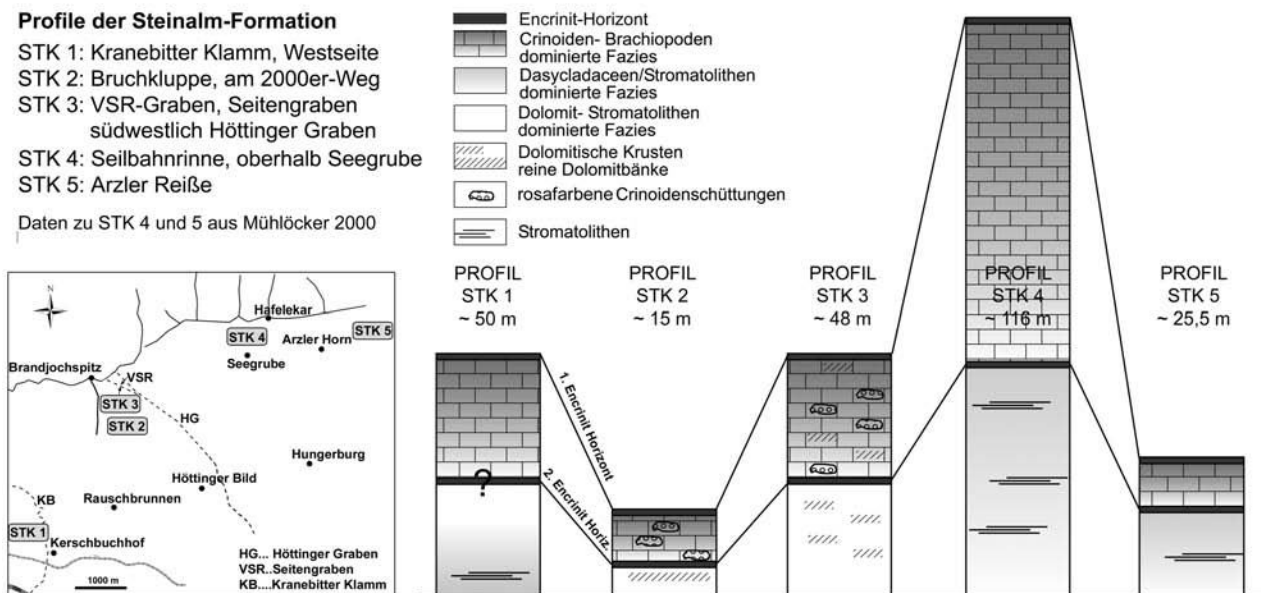 Profile der Steinalm-Formation
STK 1: Kranebitter Klamm, Westseite
STK 2: Bruchkluppe, am 2000er-Weg
STK 3: VSR-Graben, Seitengraben
südwestlich Höttinger Graben
STK 4: Seilbahnrinne, oberhalb Seegrube
STK 5: Arzler Reiße
Daten zu STK 4 und 5 aus Mühlöcker 2000
Encrinit-Horizont
Crinoiden- Brachiopoden
dominierte Fazies
Dasycladaceen/Stromatolithen
dominierte Fazies
Dolomit- Stromatolithen
dominierte Fazies
Dolomitische Krusten
reine Dolomitbänke
rosafarbene Crinoidenschüttungen
Stromatolithen
N
Hafelekar
STK 4
STK 5
Arzler Horn
Seegrube
Brandjochspitz
VSR
STK 3
STK 2
HG
Hungerburg
Höttinger Bild
KB
Rauschbrunnen
STK 1
Kerschbuchhof
HG... Höttinger Graben
VSR..Seitengraben
KB....Kranebitter Klamm
1000 m
PROFIL
STK 1
~ 50 m
PROFIL
STK 2
~ 15 m
PROFIL
STK 3
~ 48 m
PROFIL
STK 4
~ 116 m
PROFIL
STK 5
~ 25,5 m
1. Encrinit Horizont
2. Encrinit Horiz.
?